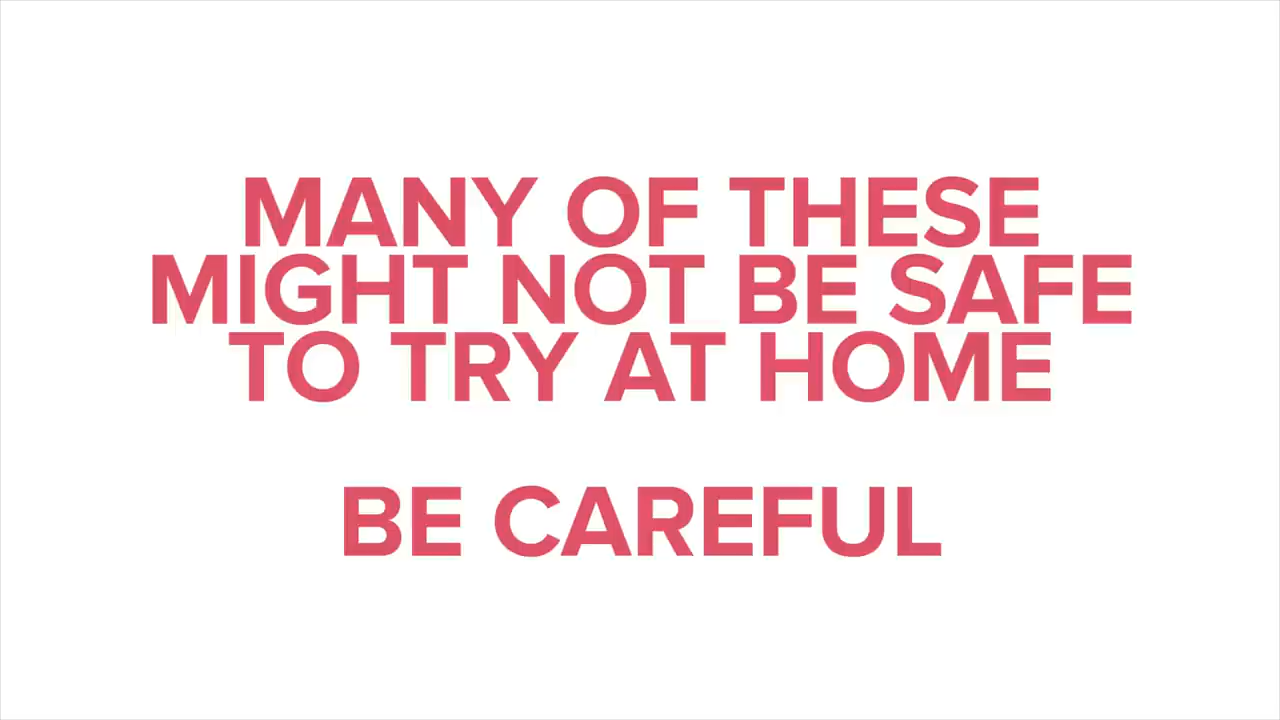 MANY OF THESE
MIGHT NOT BE SAFE
TO TRY AT HOME
BE CAREFUL